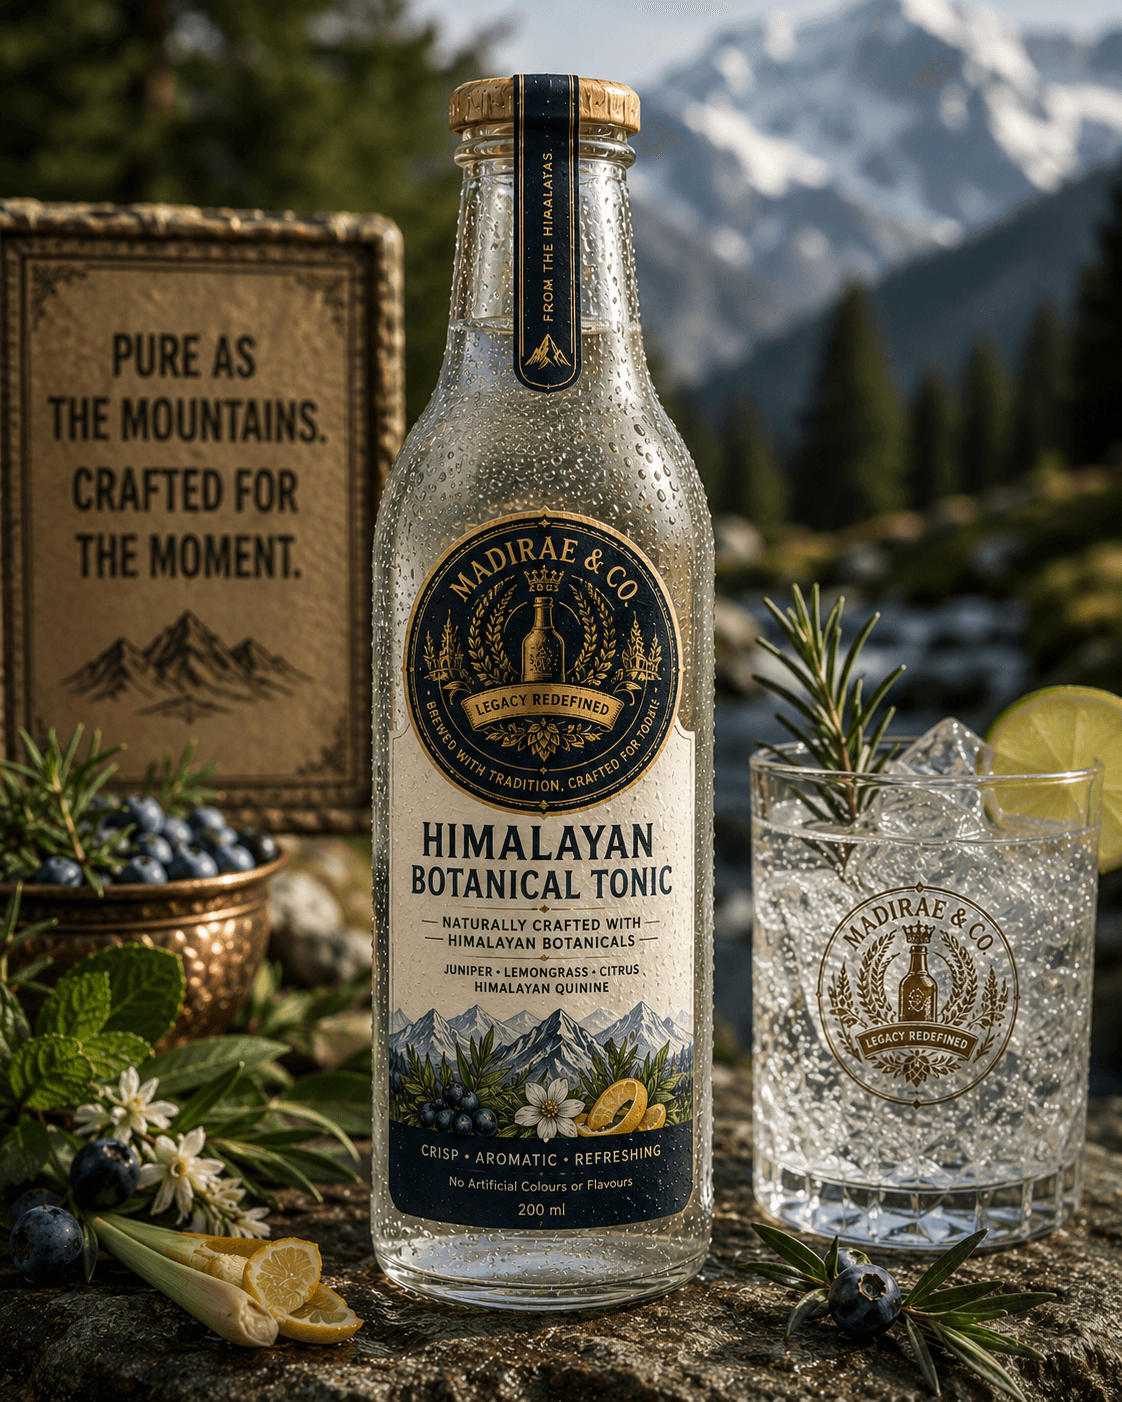 PURE AS
THE MOUNTAINS.
CRAFTED FOR
THE MOMENT.
FROM THE HIAALATAS.
MADIRAE & CO.
LEGACY REDEFINED
BREWED WITH TRADITION, CRAFTED FOR TODALE
HIMALAYAN
BOTANICAL TONIC
NATURALLY CRAFTED WITH
HIMALAYAN BOTANICALS
JUNIPER • LEMONGRASS • CITRUS
HIMALAYAN QUININE
CRISP • AROMATIC • REFRESHING
No Artificial Colours or Flavours
200 ml
MADIRAE & CO.
LEGACY REDEFINED